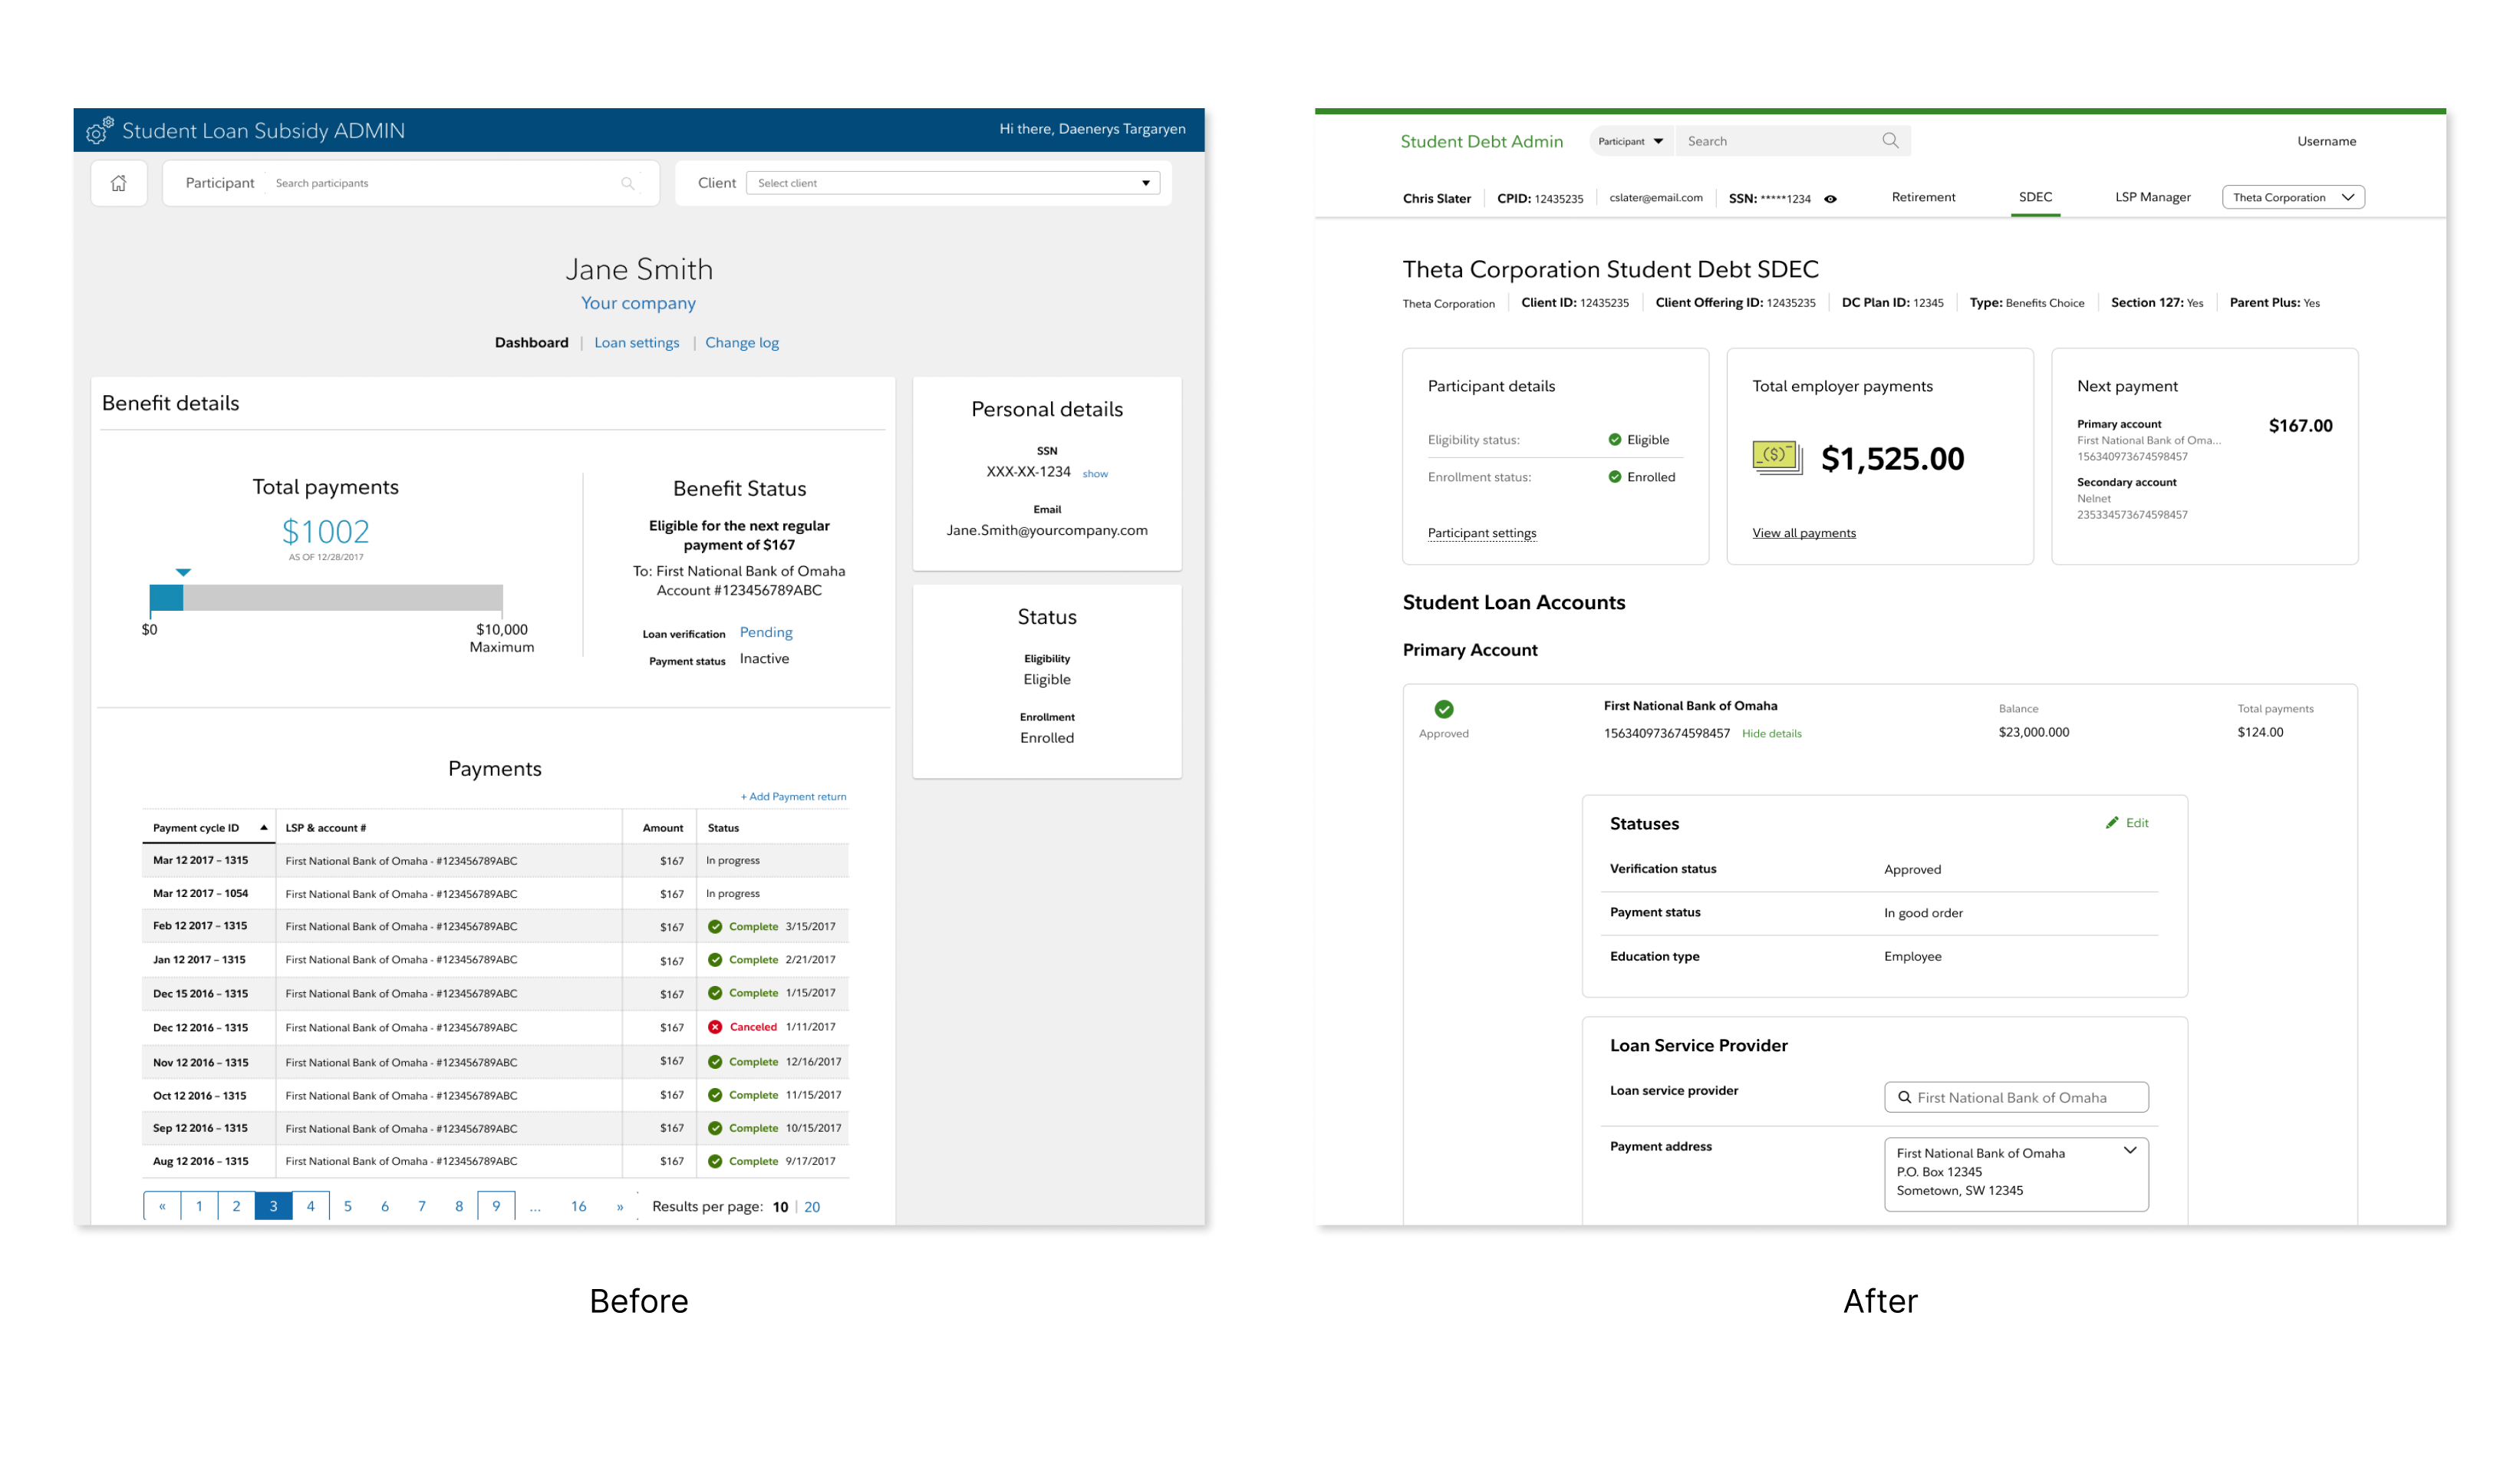 Student Loan Subsidy ADMIN
Hi there, Daenerys Targaryen
Participant Search participants
Client Select client
Jane Smith
Your company
Dashboard | Loan settings | Change log
Benefit details
Total payments
$1002
AS OF 12/28/2017
$0
$10,000
Maximum
Benefit Status
Eligible for the next regular
payment of $167
To: First National Bank of Omaha
Account #123456789ABC
Loan verification Pending
Payment status Inactive
Personal details
SSN
XXX-XX-1234 show
Email
Jane.Smith@yourcompany.com
Status
Eligibility
Eligible
Enrollment
Enrolled
Payments
+ Add Payment return
Payment cycle ID LSP & account # Amount Status
Mar 12 2017 – 1315 First National Bank of Omaha - #123456789ABC $167 In progress
Mar 12 2017 – 1054 First National Bank of Omaha - #123456789ABC $167 In progress
Feb 12 2017 – 1315 First National Bank of Omaha - #123456789ABC $167 Complete 3/15/2017
Jan 12 2017 – 1315 First National Bank of Omaha - #123456789ABC $167 Complete 2/21/2017
Dec 15 2016 – 1315 First National Bank of Omaha - #123456789ABC $167 Complete 1/15/2017
Dec 12 2016 – 1315 First National Bank of Omaha - #123456789ABC $167 Canceled 1/11/2017
Nov 12 2016 – 1315 First National Bank of Omaha - #123456789ABC $167 Complete 12/16/2017
Oct 12 2016 – 1315 First National Bank of Omaha - #123456789ABC $167 Complete 11/15/2017
Sep 12 2016 – 1315 First National Bank of Omaha - #123456789ABC $167 Complete 10/15/2017
Aug 12 2016 – 1315 First National Bank of Omaha - #123456789ABC $167 Complete 9/17/2017
« 1 2 3 4 5 6 7 8 9 ... 16 » Results per page: 10 | 20
Before
Student Debt Admin
Participant Search
Username
Chris Slater CPID: 12435235 cslater@email.com SSN: *****1234
Retirement SDEC LSP Manager Theta Corporation
Theta Corporation Student Debt SDEC
Theta Corporation Client ID: 12435235 Client Offering ID: 12435235 DC Plan ID: 12345 Type: Benefits Choice Section 127: Yes Parent Plus: Yes
Participant details
Eligibility status: Eligible
Enrollment status: Enrolled
Participant settings
Total employer payments
($)
$1,525.00
View all payments
Next payment
Primary account $167.00
First National Bank of Oma...
156340973674598457
Secondary account
Nelnet
235334573674598457
Student Loan Accounts
Primary Account
Approved
First National Bank of Omaha
156340973674598457 Hide details
Balance
$23,000.000
Total payments
$124.00
Statuses
Edit
Verification status Approved
Payment status In good order
Education type Employee
Loan Service Provider
Loan service provider First National Bank of Omaha
Payment address First National Bank of Omaha
P.O. Box 12345
Sometown, SW 12345
After